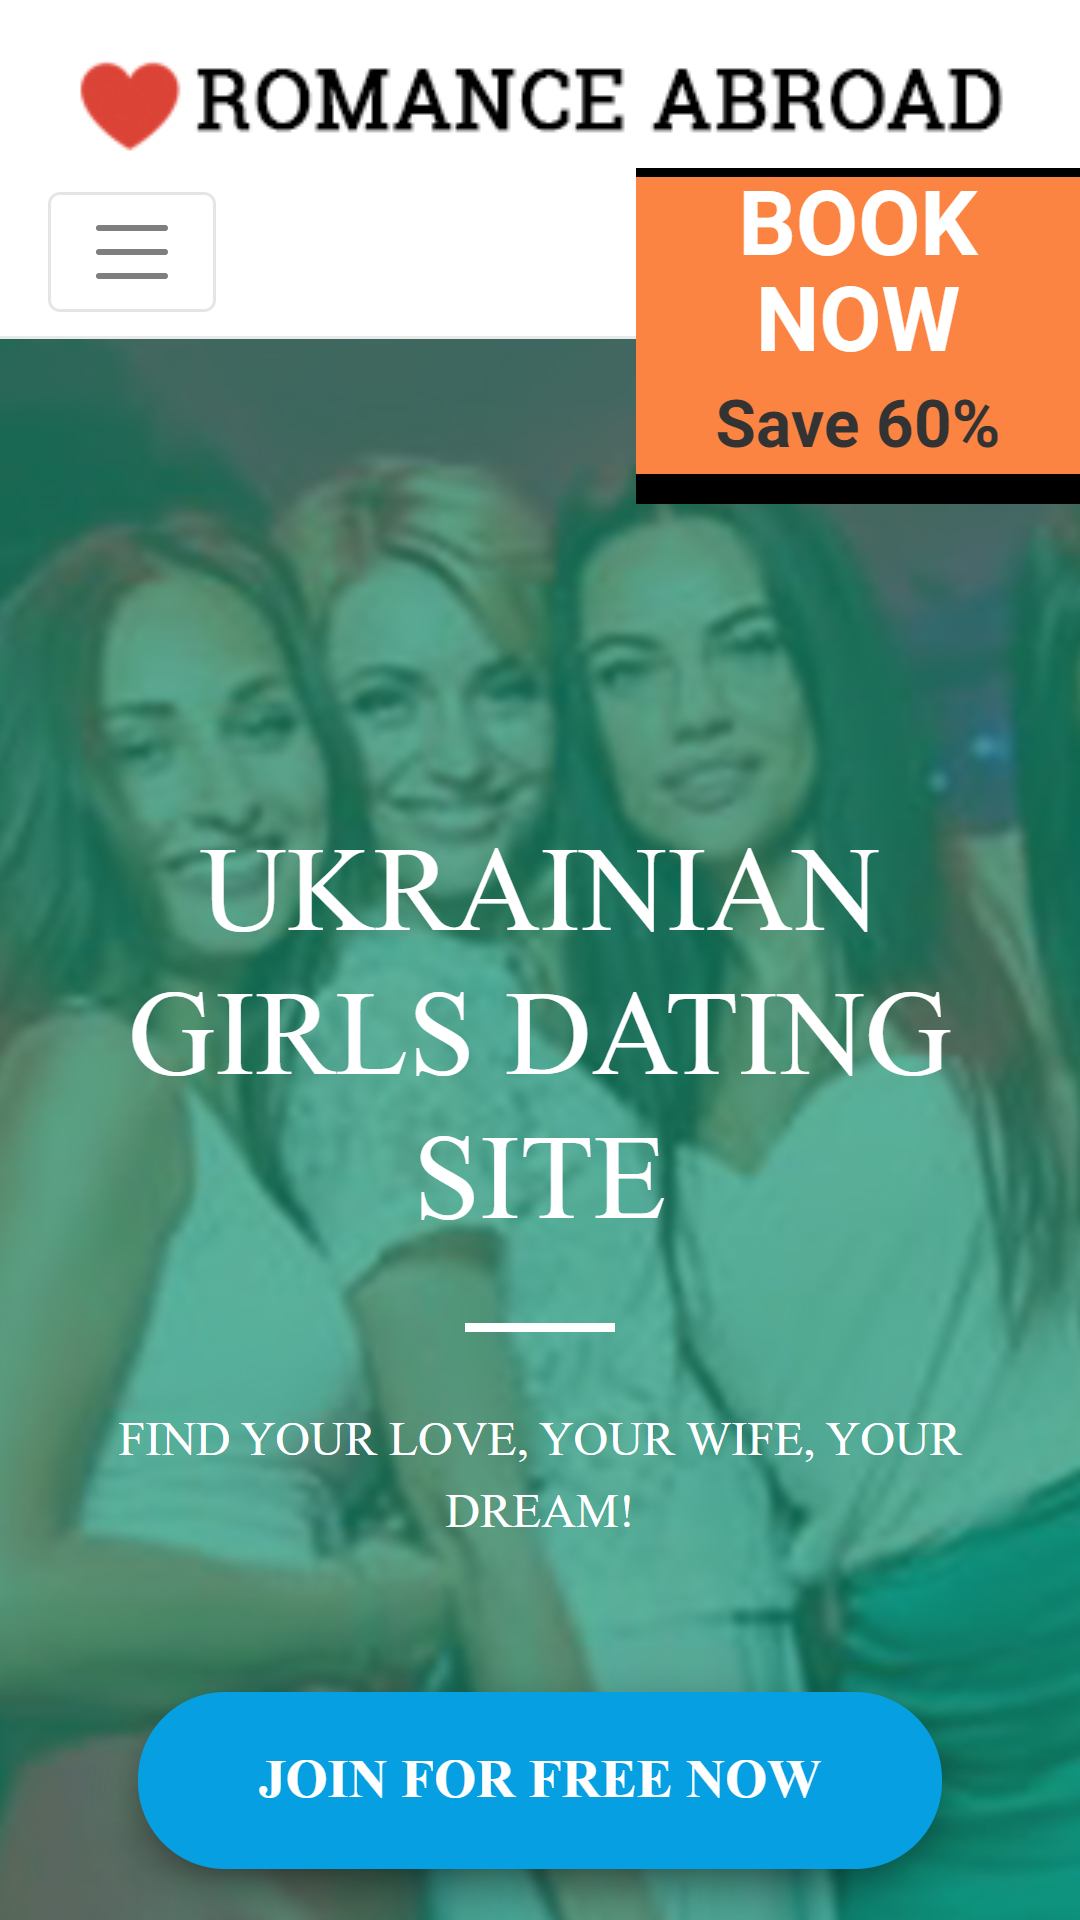 ROMANCE ABROAD
BOOK
NOW
Save 60%
UKRAINIAN
GIRLS DATING
SITE
FIND YOUR LOVE, YOUR WIFE, YOUR
DREAM!
JOIN FOR FREE NOW